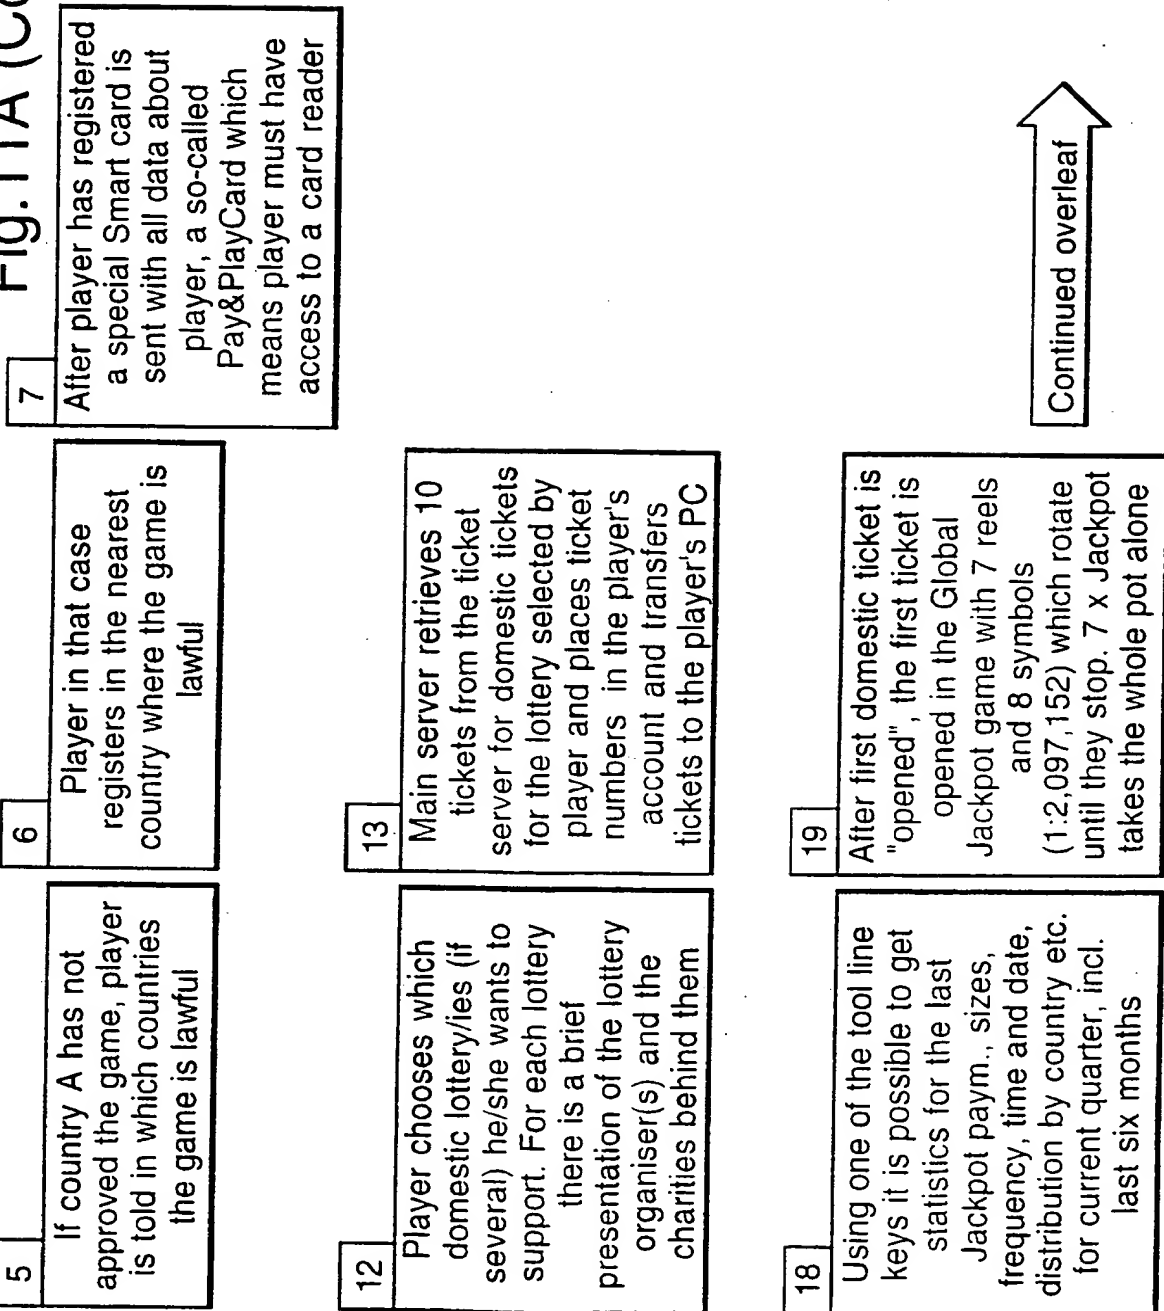 Fig.11A (Co
5
If country A has not
approved the game, player
is told in which countries
the game is lawful
6
Player in that case
registers in the nearest
country where the game is
lawful
7
After player has registered
a special Smart card is
sent with all data about
player, a so-called
Pay&PlayCard which
means player must have
access to a card reader
12
Player chooses which
domestic lottery/ies (if
several) he/she wants to
support. For each lottery
there is a brief
presentation of the lottery
organiser(s) and the
charities behind them
13
Main server retrieves 10
tickets from the ticket
server for domestic tickets
for the lottery selected by
player and places ticket
numbers in the player's
account and transfers
tickets to the player's PC
18
Using one of the tool line
keys it is possible to get
statistics for the last
Jackpot paym., sizes,
frequency, time and date,
distribution by country etc.
for current quarter, incl.
last six months
19
After first domestic ticket is
"opened", the first ticket is
opened in the Global
Jackpot game with 7 reels
and 8 symbols
(1:2,097,152) which rotate
until they stop. 7 x Jackpot
takes the whole pot alone
Continued overleaf